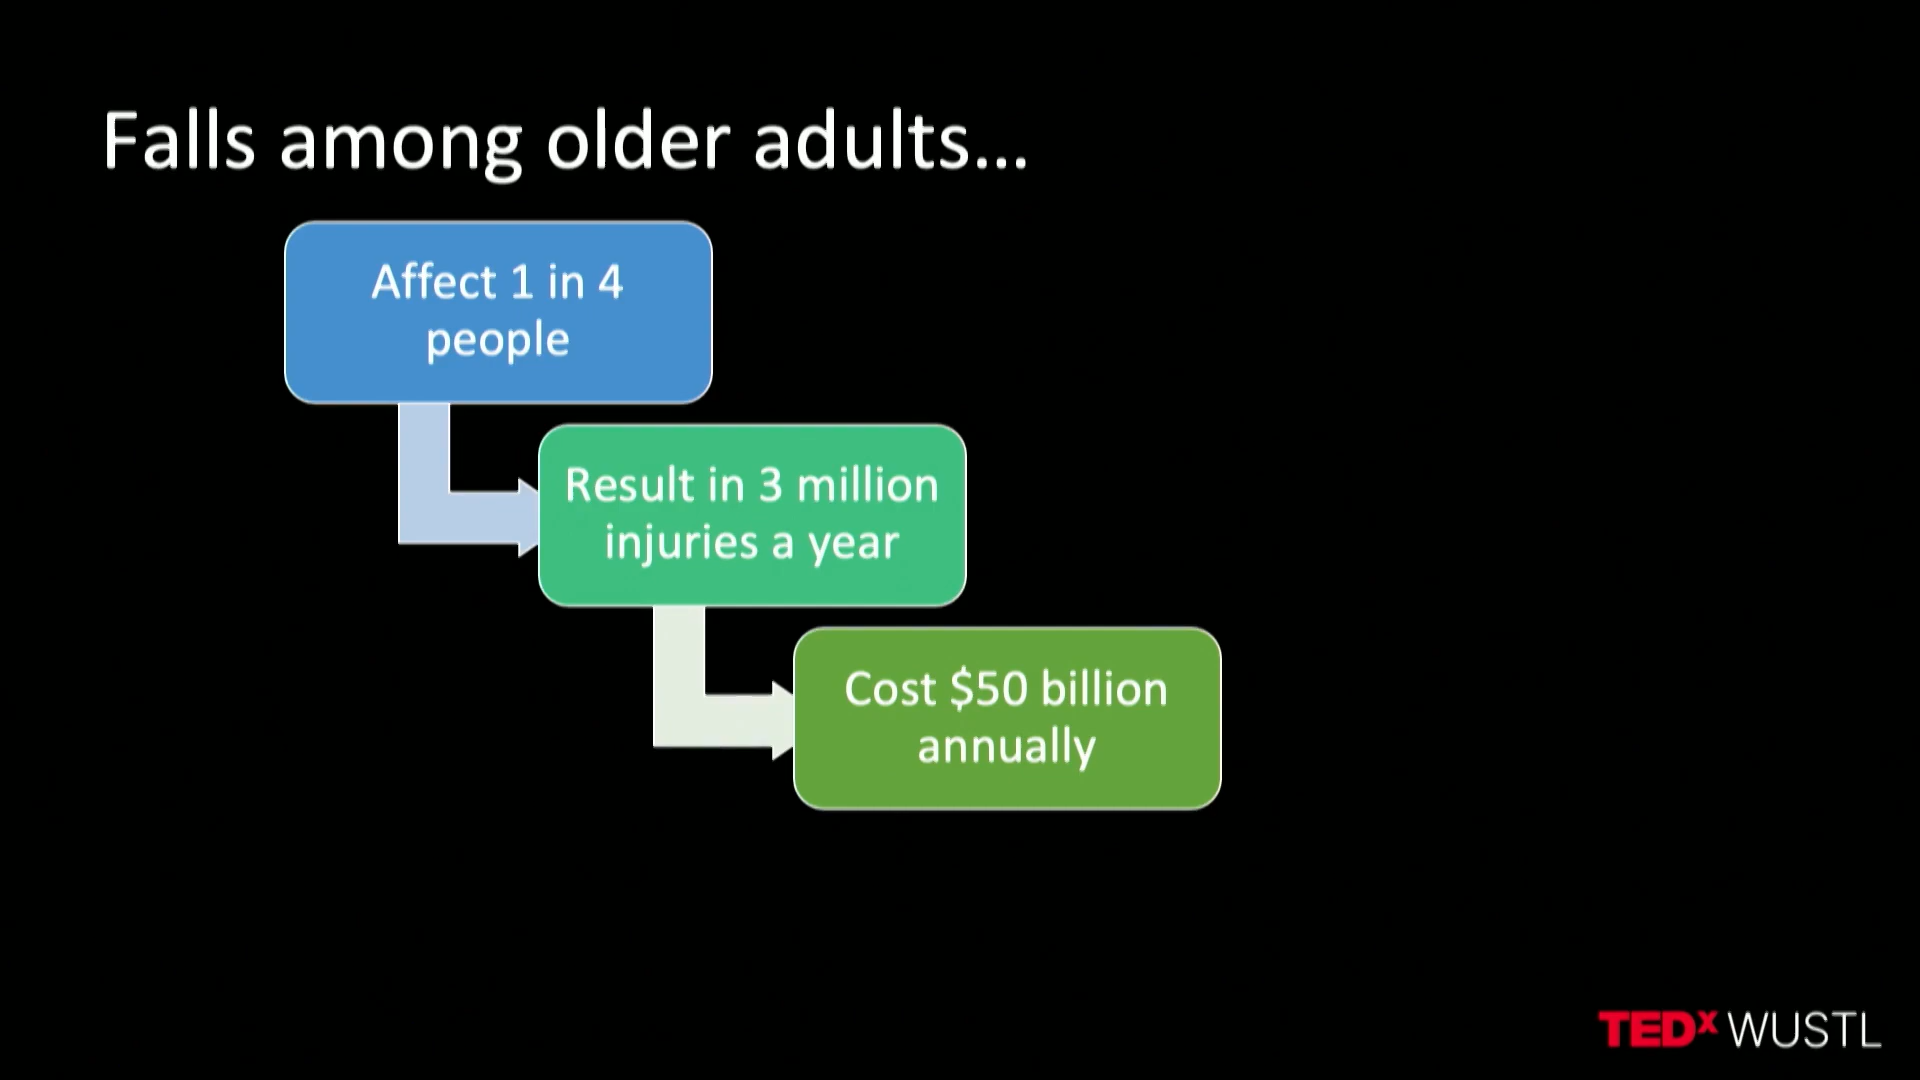 Falls among older adults...
Affect 1 in 4
people
Result in 3 million
injuries a year
Cost $50 billion
annually
TEDx WUSTL